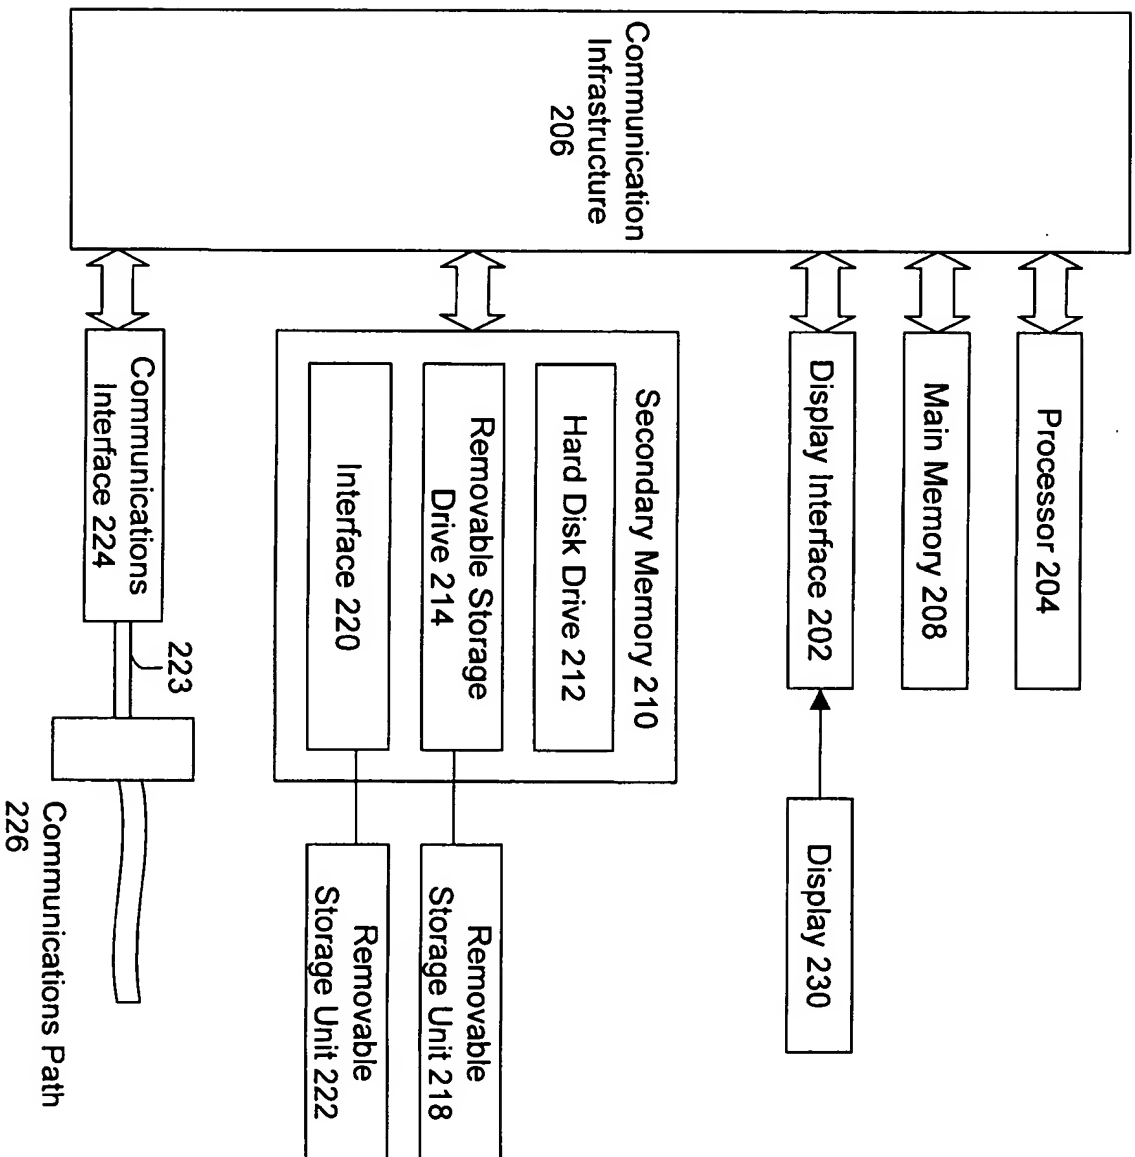 Communication
Infrastructure
206
Processor 204
Main Memory 208
Display Interface 202
Display 230
Secondary Memory 210
Hard Disk Drive 212
Removable Storage
Drive 214
Removable
Storage Unit 218
Interface 220
Removable
Storage Unit 222
Communications
Interface 224
223
Communications Path
226